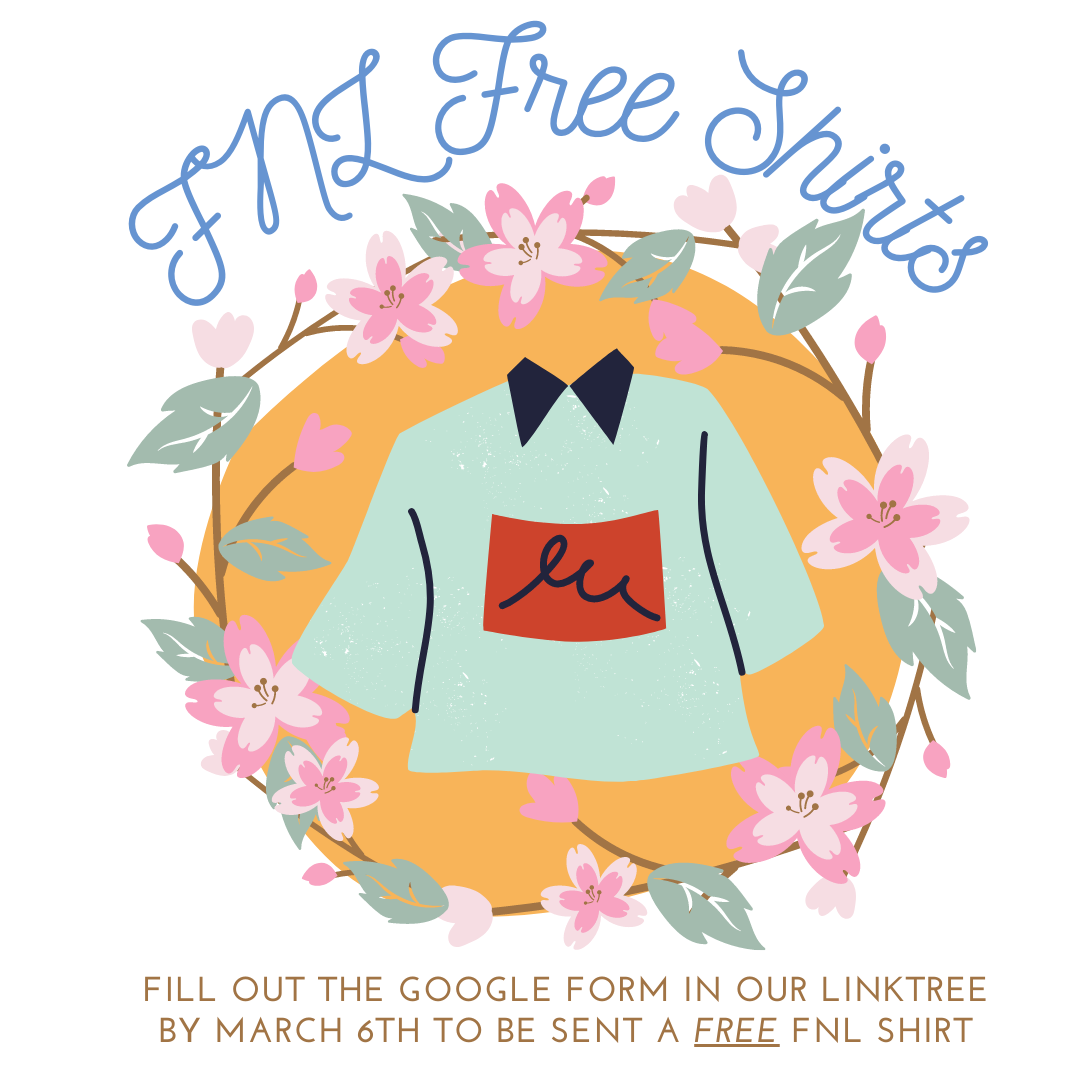 FNL Free Shirts
FILL OUT THE GOOGLE FORM IN OUR LINKTREE
BY MARCH 6TH TO BE SENT A FREE FNL SHIRT